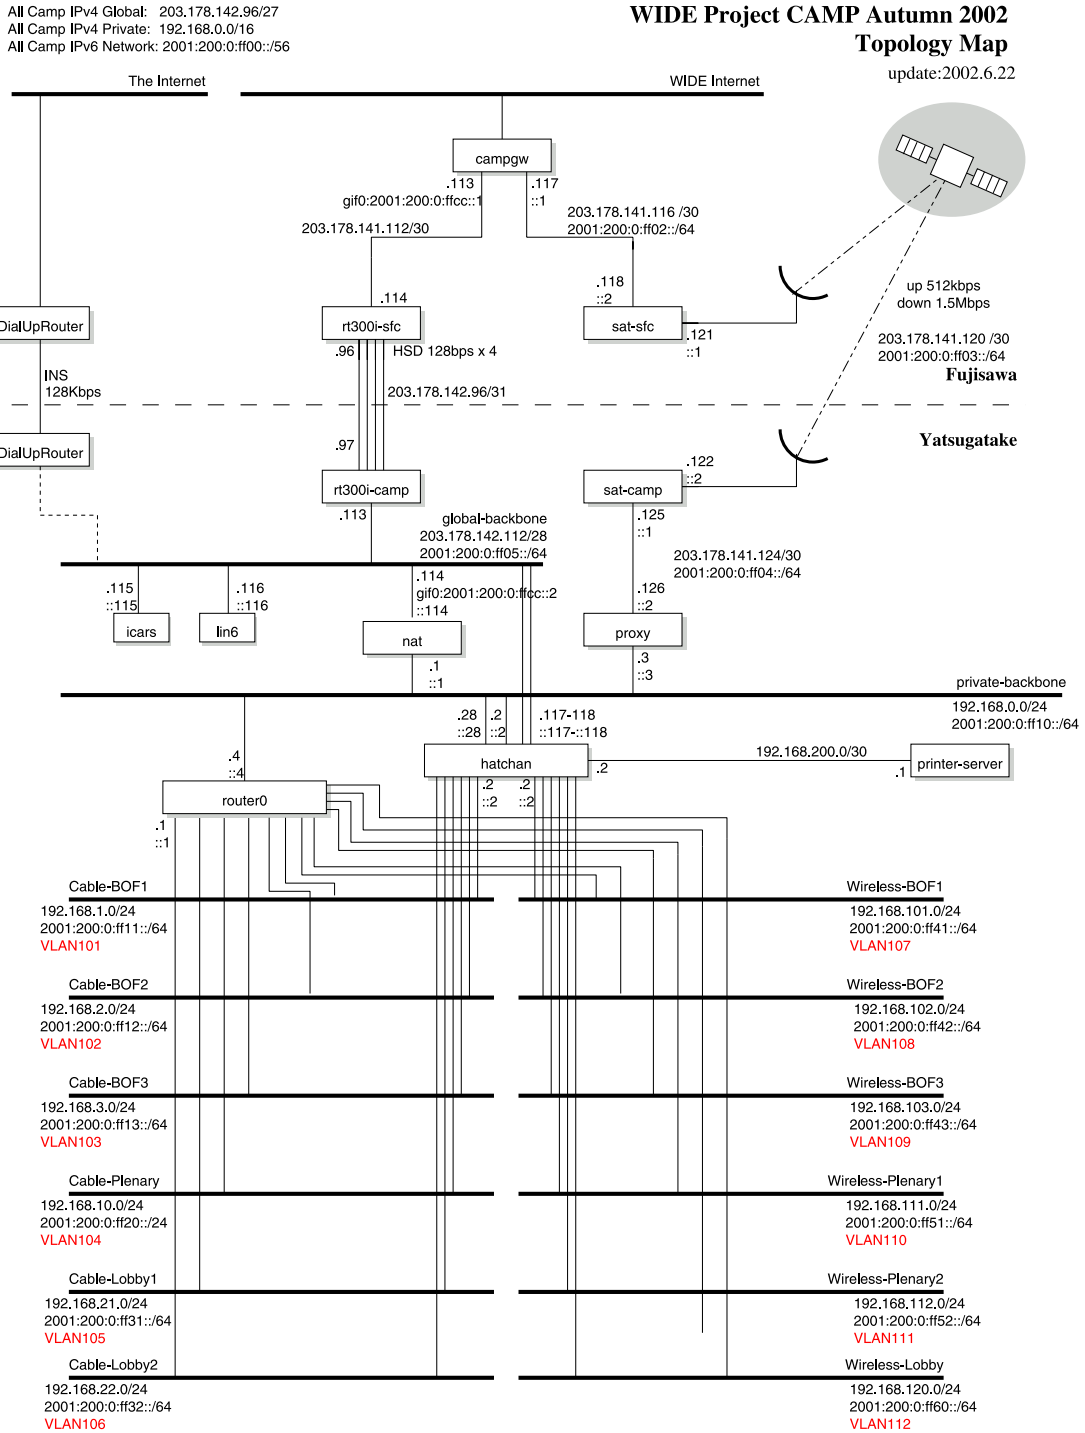 All Camp IPv4 Global: 203.178.142.96/27
All Camp IPv4 Private: 192.168.0.0/16
All Camp IPv6 Network: 2001:200:0:ff00::/56
WIDE Project CAMP Autumn 2002
Topology Map
update:2002.6.22
The Internet
WIDE Internet
campgw
.113
gif0:2001:200:0:ffcc::1
.117
::1
203.178.141.112/30
203.178.141.116 /30
2001:200:0:ff02::/64
.114
.118
::2
up 512kbps
down 1.5Mbps
DialUpRouter
rt300i-sfc
sat-sfc
.121
::1
203.178.141.120 /30
2001:200:0:ff03::/64
.96
HSD 128bps x 4
Fujisawa
INS
128Kbps
203.178.142.96/31
Yatsugatake
DialUpRouter
.97
.122
::2
rt300i-camp
sat-camp
.113
.125
::1
global-backbone
203.178.142.112/28
2001:200:0:ff05::/64
203.178.141.124/30
2001:200:0:ff04::/64
.115
::115
.116
::116
.114
gif0:2001:200:0:ffcc::2
::114
.126
::2
icars
lin6
nat
proxy
.1
::1
.3
::3
private-backbone
192.168.0.0/24
2001:200:0:ff10::/64
.28
::28
.2
::2
.117-118
::117-::118
.4
::4
hatchan
.2
192.168.200.0/30
.1
printer-server
router0
.2
::2
.2
::2
.1
::1
Cable-BOF1
192.168.1.0/24
2001:200:0:ff11::/64
VLAN101
Wireless-BOF1
192.168.101.0/24
2001:200:0:ff41::/64
VLAN107
Cable-BOF2
192.168.2.0/24
2001:200:0:ff12::/64
VLAN102
Wireless-BOF2
192.168.102.0/24
2001:200:0:ff42::/64
VLAN108
Cable-BOF3
192.168.3.0/24
2001:200:0:ff13::/64
VLAN103
Wireless-BOF3
192.168.103.0/24
2001:200:0:ff43::/64
VLAN109
Cable-Plenary
192.168.10.0/24
2001:200:0:ff20::/24
VLAN104
Wireless-Plenary1
192.168.111.0/24
2001:200:0:ff51::/64
VLAN110
Cable-Lobby1
192.168.21.0/24
2001:200:0:ff31::/64
VLAN105
Wireless-Plenary2
192.168.112.0/24
2001:200:0:ff52::/64
VLAN111
Cable-Lobby2
192.168.22.0/24
2001:200:0:ff32::/64
VLAN106
Wireless-Lobby
192.168.120.0/24
2001:200:0:ff60::/64
VLAN112